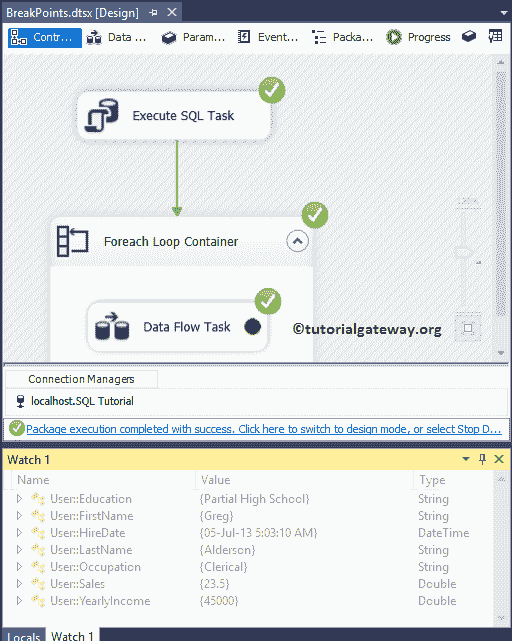 BreakPoints.dtsx [Design]
Contr... Data ... Param... Event... Packa... Progress
Execute SQL Task
Foreach Loop Container
Data Flow Task
©tutorialgateway.org
Connection Managers
localhost.SQL Tutorial
Package execution completed with success. Click here to switch to design mode, or select Stop D...
Watch 1
Name Value Type
User::Education {Partial High School} String
User::FirstName {Greg} String
User::HireDate {05-Jul-13 5:03:10 AM} DateTime
User::LastName {Alderson} String
User::Occupation {Clerical} String
User::Sales {23.5} Double
User::YearlyIncome {45000} Double
Locals Watch 1